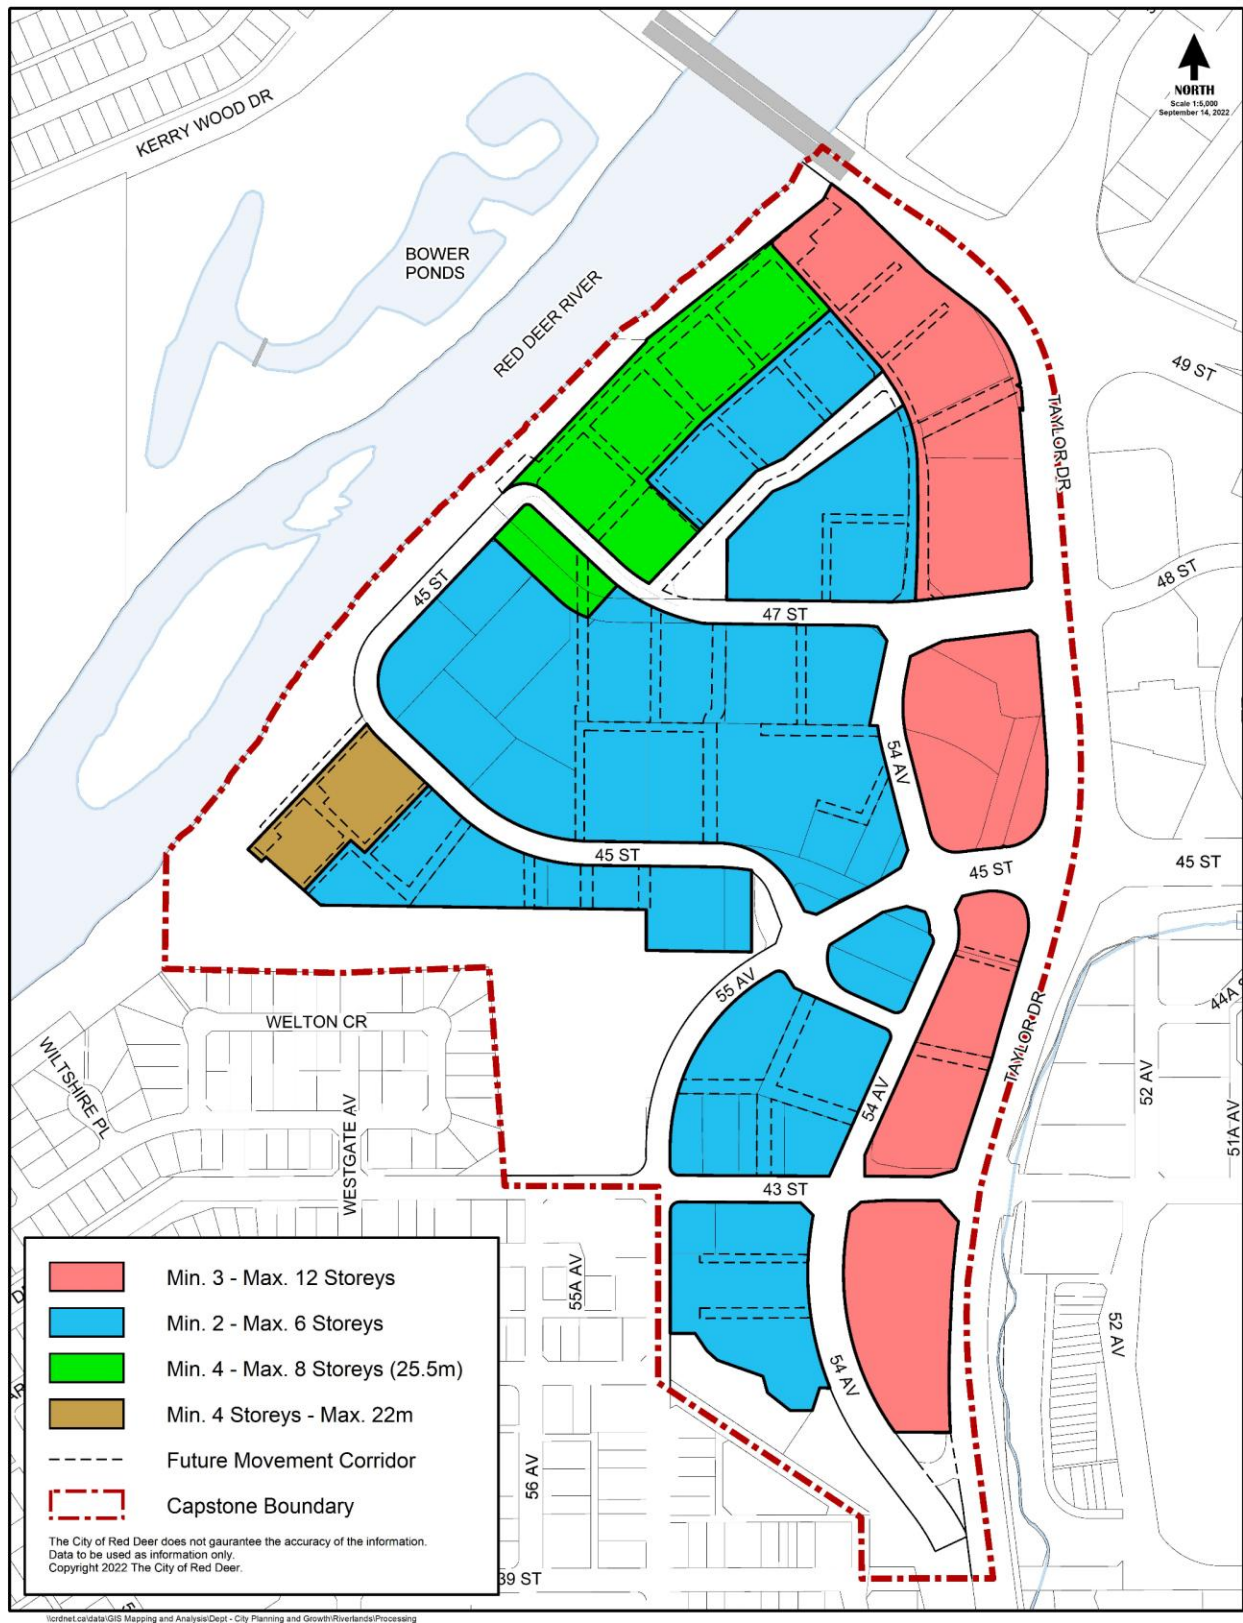 NORTH
Scale 1:5,000
September 14, 2022
KERRY WOOD DR
BOWER
PONDS
RED DEER RIVER
49 ST
TAYLOR DR
48 ST
45 ST
47 ST
54 AV
45 ST
45 ST
45 ST
55 AV
44A
WELTON CR
TAYLOR DR
WILTSHIRE PL
52 AV
54 AV
51A AV
WESTGATE AV
43 ST
55A AV
52 AV
54 AV
56 AV
39 ST
Min. 3 - Max. 12 Storeys
Min. 2 - Max. 6 Storeys
Min. 4 - Max. 8 Storeys (25.5m)
Min. 4 Storeys - Max. 22m
Future Movement Corridor
Capstone Boundary
The City of Red Deer does not gaurantee the accuracy of the information.
Data to be used as information only.
Copyright 2022 The City of Red Deer.
\\crdnet.ca\data\GIS Mapping and Analysis\Dept - City Planning and Growth\Riverlands\Processing